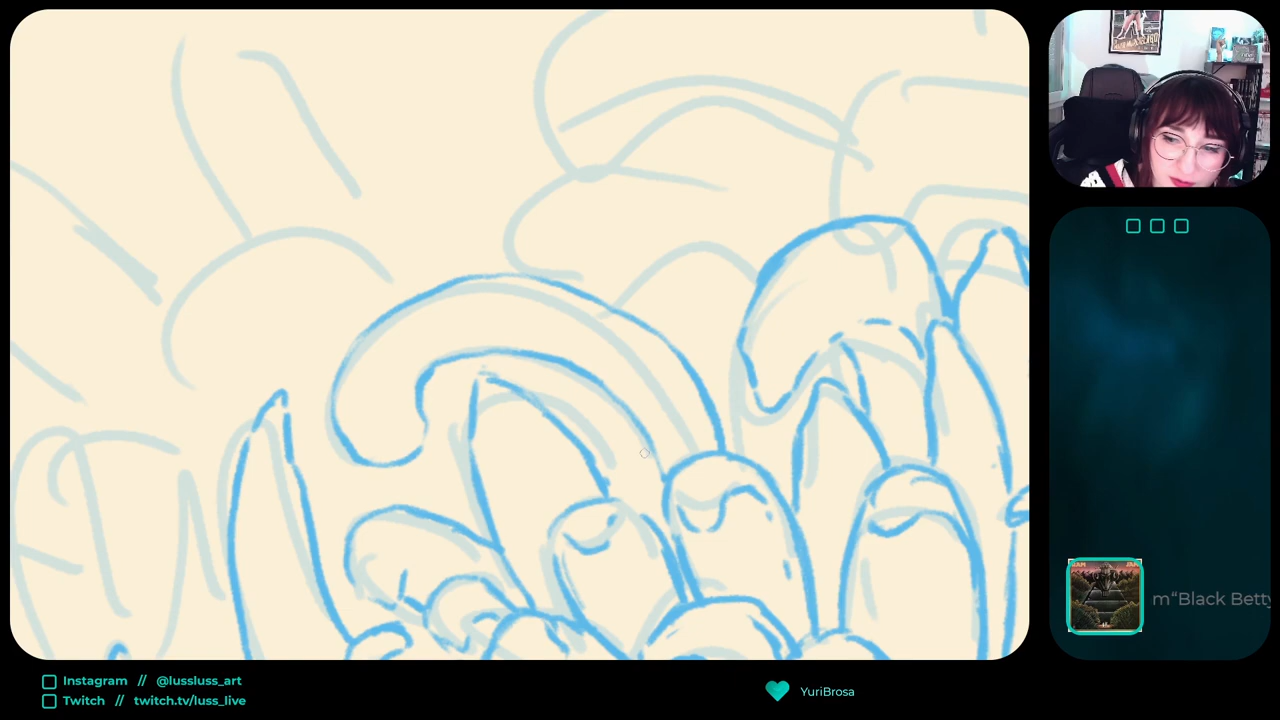 m“Black Betty
Instagram // @lussluss_art
Twitch // twitch.tv/luss_live
YuriBrosa